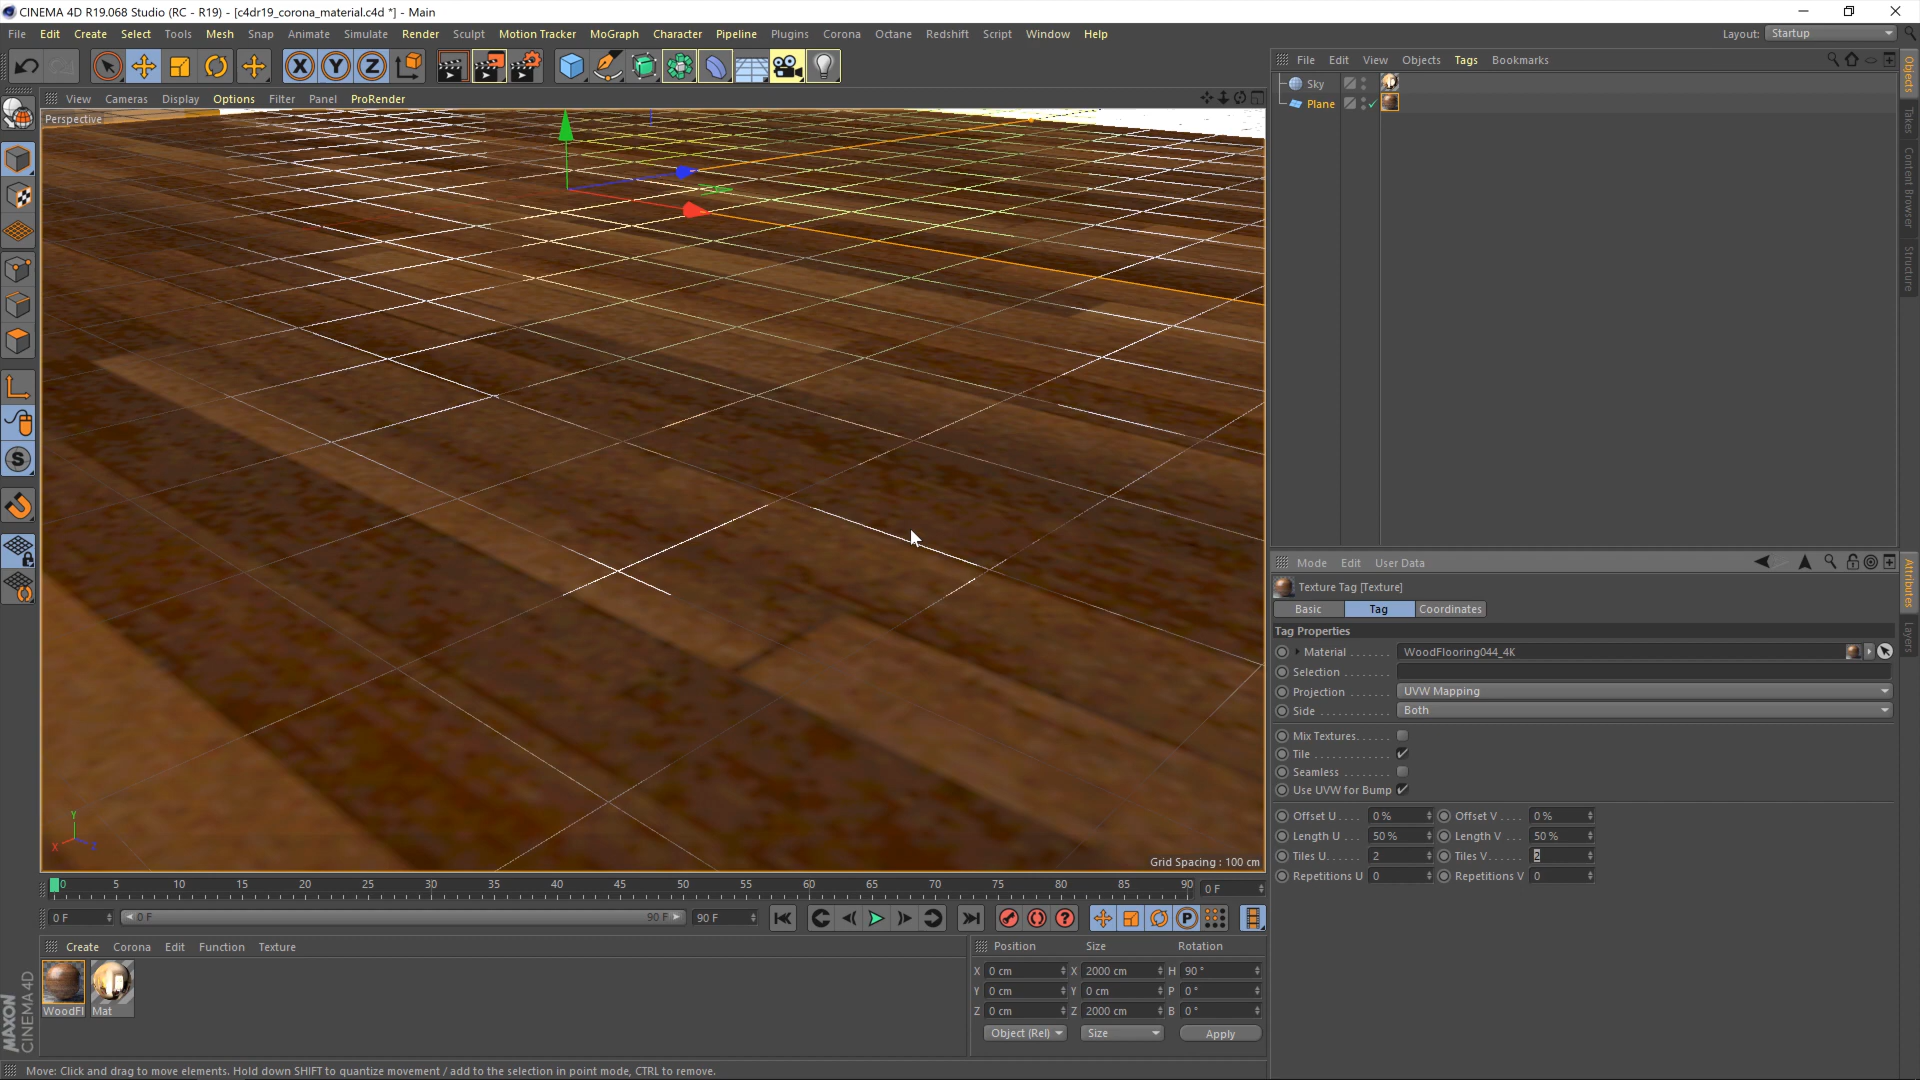 CINEMA 4D R19.068 Studio (RC - R19) - [c4dr19_corona_material.c4d *] - Main
File Edit Create Select Tools Mesh Snap Animate Simulate Render Sculpt Motion Tracker MoGraph Character Pipeline Plugins Corona Octane Redshift Script Window Help
Layout: Startup
X Y Z
File Edit View Objects Tags Bookmarks
Sky
Plane
Objects
Takes
Content Browser
Structure
View Cameras Display Options Filter Panel ProRender
Perspective
Y
X Z
Grid Spacing : 100 cm
Mode Edit User Data
Texture Tag [Texture]
Basic Tag Coordinates
Tag Properties
Material ....... WoodFlooring044_4K
Selection ........
Projection ....... UVW Mapping
Side ............ Both
Mix Textures......
Tile .............
Seamless ........
Use UVW for Bump
Offset U.... 0 % Offset V.... 0 %
Length U ... 50 % Length V ... 50 %
Tiles U...... 2 Tiles V...... 2
Repetitions U 0 Repetitions V 0
Attributes
Layers
0 5 10 15 20 25 30 35 40 45 50 55 60 65 70 75 80 85 90 0 F
0 F 0 F 90 F 90 F
Create Corona Edit Function Texture
WoodFl Mat
Position Size Rotation
X 0 cm X 2000 cm H 90 °
Y 0 cm Y 0 cm P 0 °
Z 0 cm Z 2000 cm B 0 °
Object (Rel) Size Apply
MAXON
CINEMA 4D
Move: Click and drag to move elements. Hold down SHIFT to quantize movement / add to the selection in point mode, CTRL to remove.